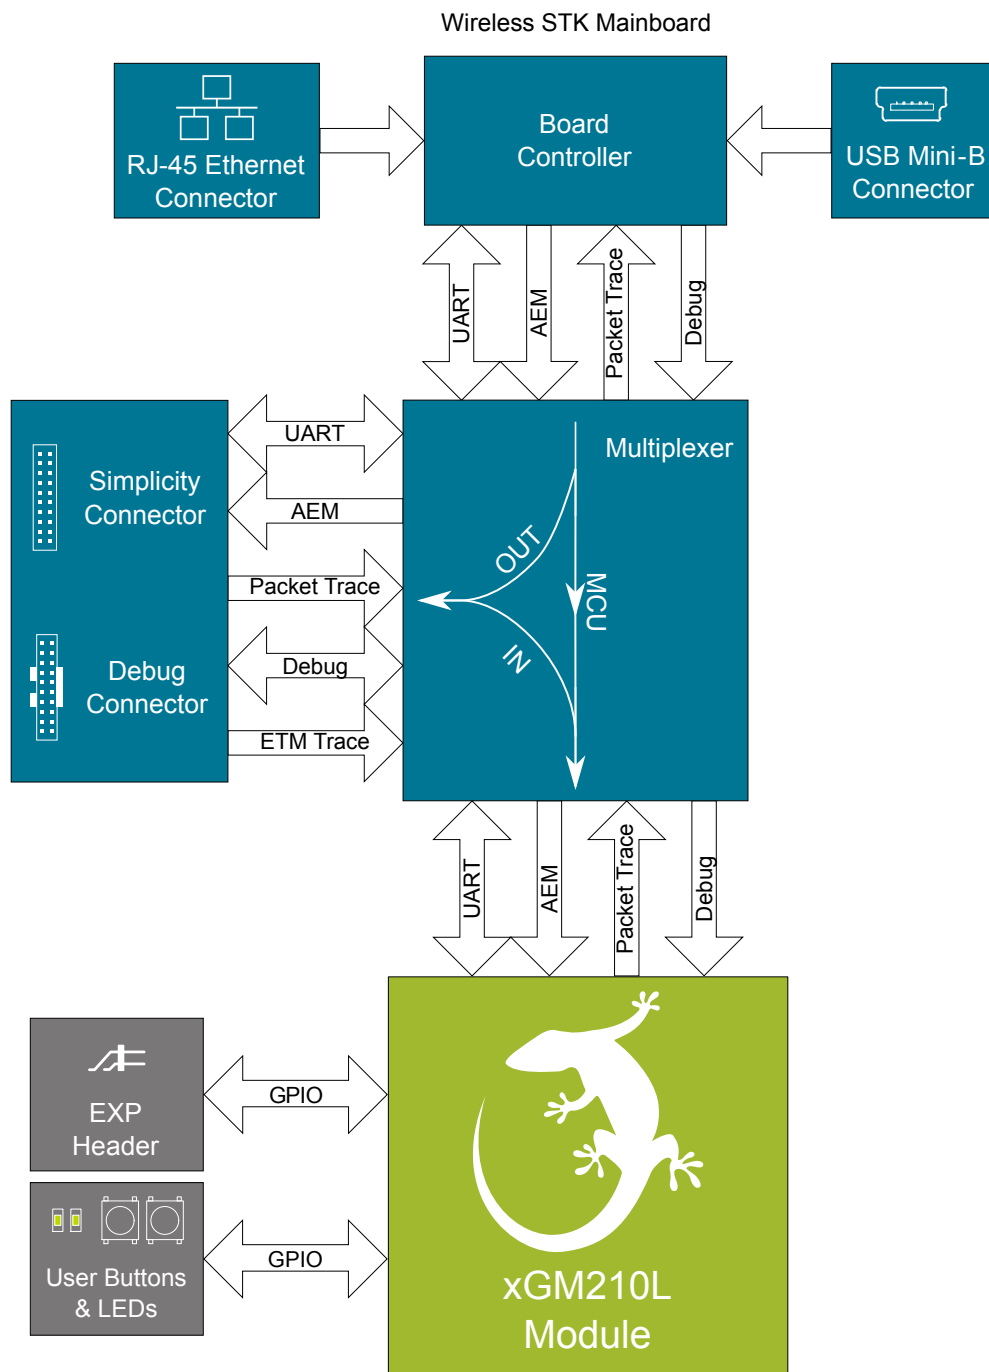 Wireless STK Mainboard
RJ-45 Ethernet
Connector
Board
Controller
USB Mini-B
Connector
UART
AEM
Packet Trace
Debug
Simplicity
Connector
Debug
Connector
UART
AEM
Packet Trace
Debug
ETM Trace
Multiplexer
OUT
MCU
IN
UART
AEM
Packet Trace
Debug
EXP
Header
GPIO
User Buttons
& LEDs
GPIO
xGM210L
Module